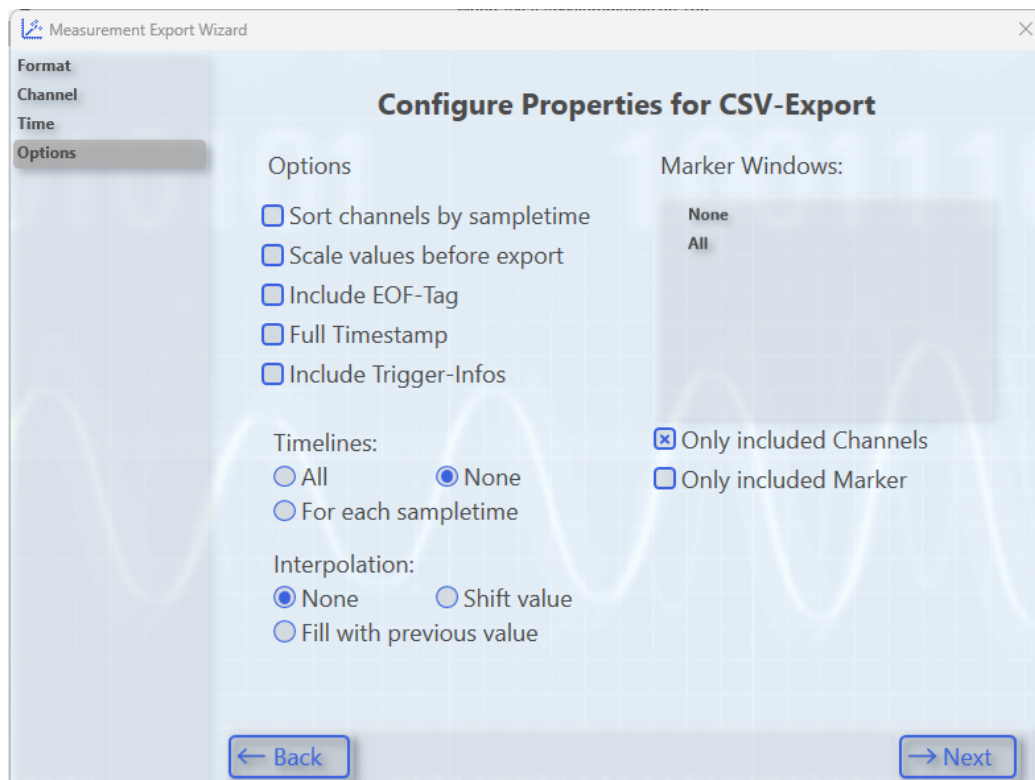 Measurement Export Wizard
Format
Channel
Time
Options
Configure Properties for CSV-Export
Options
Sort channels by sampletime
Scale values before export
Include EOF-Tag
Full Timestamp
Include Trigger-Infos
Timelines:
All None
For each sampletime
Interpolation:
None Shift value
Fill with previous value
Marker Windows:
None
All
Only included Channels
Only included Marker
Back Next